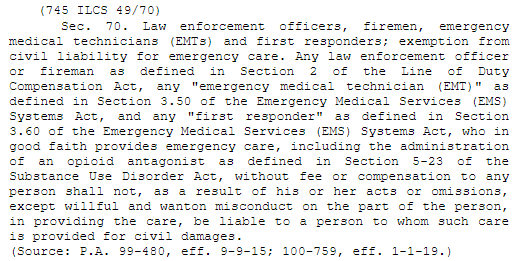 (745 ILCS 49/70)
Sec. 70. Law enforcement officers, firemen, emergency
medical technicians (EMTs) and first responders; exemption from
civil liability for emergency care. Any law enforcement officer
or fireman as defined in Section 2 of the Line of Duty
Compensation Act, any "emergency medical technician (EMT)" as
defined in Section 3.50 of the Emergency Medical Services (EMS)
Systems Act, and any "first responder" as defined in Section
3.60 of the Emergency Medical Services (EMS) Systems Act, who in
good faith provides emergency care, including the administration
of an opioid antagonist as defined in Section 5-23 of the
Substance Use Disorder Act, without fee or compensation to any
person shall not, as a result of his or her acts or omissions,
except willful and wanton misconduct on the part of the person,
in providing the care, be liable to a person to whom such care
is provided for civil damages.
(Source: P.A. 99-480, eff. 9-9-15; 100-759, eff. 1-1-19.)